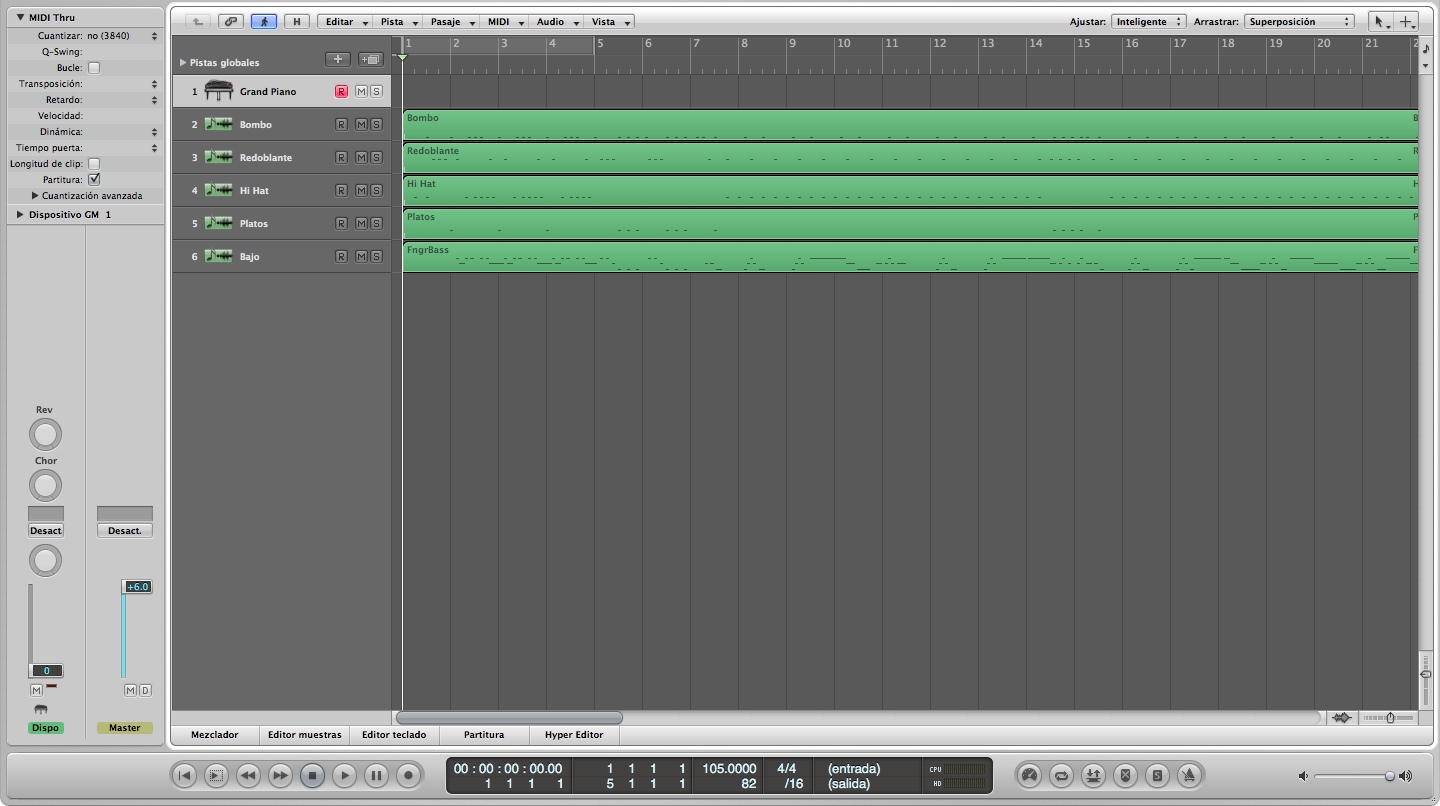 MIDI Thru
Cuantizar: no (3840)
Q-Swing:
Bucle:
Transposición:
Retardo:
Velocidad:
Dinámica:
Tiempo puerta:
Longitud de clip:
Partitura:
Cuantización avanzada
Dispositivo GM 1
Rev
Chor
Desact
Desact.
+6.0
0
M
M D
Dispo
Master
H
Editar
Pista
Pasaje
MIDI
Audio
Vista
Ajustar: Inteligente
Arrastrar: Superposición
Pistas globales
1 2 3 4 5 6 7 8 9 10 11 12 13 14 15 16 17 18 19 20 21 2
1 Grand Piano R M S
2 Bombo R M S
Bombo B
3 Redoblante R M S
Redoblante R
4 Hi Hat R M S
Hi Hat H
5 Platos R M S
Platos P
6 Bajo R M S
FngrBass F
Mezclador
Editor muestras
Editor teclado
Partitura
Hyper Editor
00 : 00 : 00 : 00.00 1 1 1 1 105.0000 4/4 (entrada) CPU
1 1 1 1 5 1 1 1 82 /16 (salida) HD
S